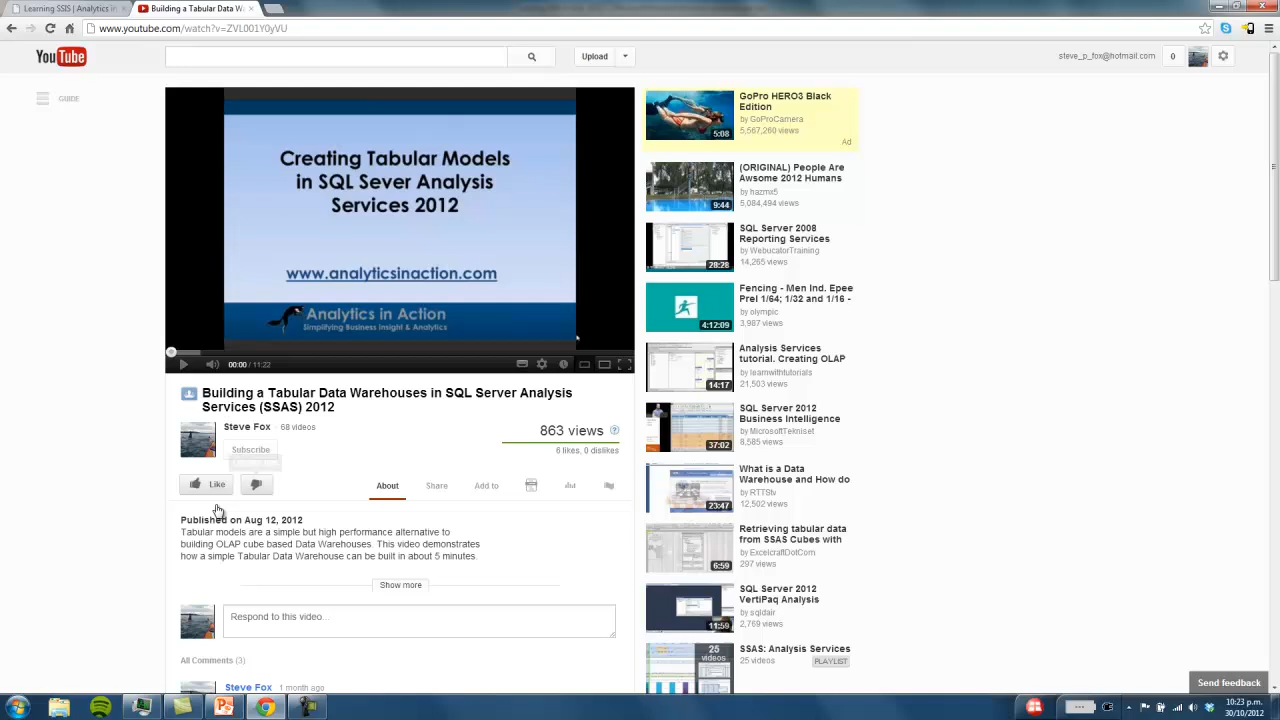 Learning SSIS | Analytics in
Building a Tabular Data W
www.youtube.com/watch?v=ZVL001Y0yVU
YouTube
Upload
steve_p_fox@hotmail.com
0
GUIDE
Creating Tabular Models
in SQL Sever Analysis
Services 2012
www.analyticsinaction.com
Analytics in Action
Simplifying Business Insight & Analytics
00:00 / 11:22
Building a Tabular Data Warehouses in SQL Server Analysis
Services (SSAS) 2012
Steve Fox 68 videos
Subscribe
863 views
6 likes, 0 dislikes
Like
About
Share
Add to
Published on Aug 12, 2012
Tabular models are a simple but high performance alternative to
building OLAP cube based Data Warehouses. This video demonstrates
how a simple Tabular Data Warehouse can be built in about 5 minutes.
Show more
Respond to this video...
All Comments (3)
Steve Fox 1 month ago
5:08
GoPro HERO3 Black
Edition
by GoProCamera
5,567,260 views
Ad
9:44
(ORIGINAL) People Are
Awsome 2012 Humans
by hazmx5
5,084,494 views
28:28
SQL Server 2008
Reporting Services
by WebucatorTraining
14,265 views
4:12:09
Fencing - Men Ind. Epee
Prel 1/64; 1/32 and 1/16 -
by olympic
3,987 views
14:17
Analysis Services
tutorial. Creating OLAP
by learnwithtutorials
21,503 views
37:02
SQL Server 2012
Business Intelligence
by MicrosoftTekniset
8,585 views
23:47
What is a Data
Warehouse and How do
by RTTStv
12,502 views
6:59
Retrieving tabular data
from SSAS Cubes with
by ExcelcraftDotCom
297 views
11:59
SQL Server 2012
VertiPaq Analysis
by sqldair
2,769 views
25
videos
SSAS: Analysis Services
25 videos
PLAYLIST
Send feedback
10:23 p.m.
30/10/2012